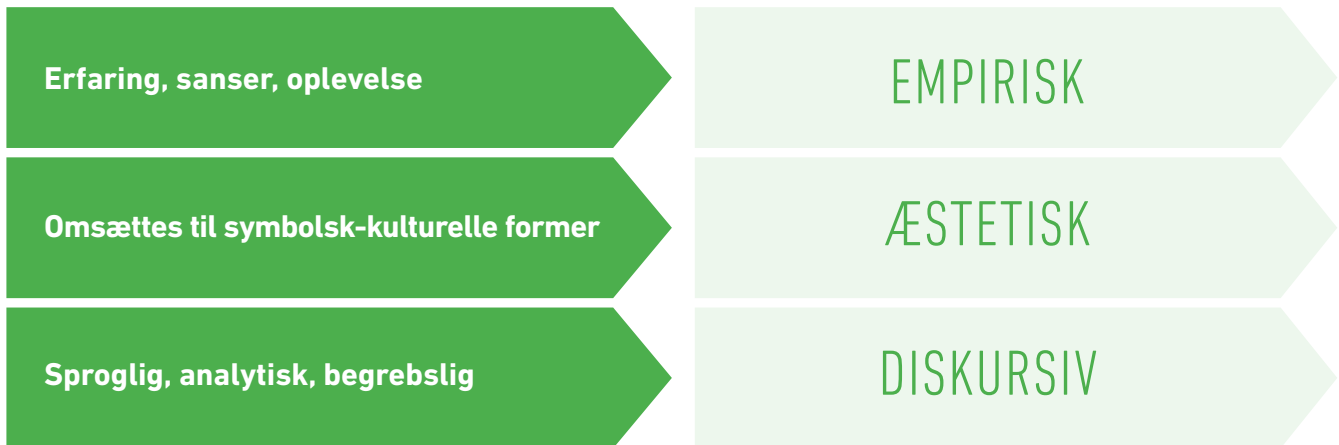 Erfaring, sanser, oplevelse
EMPIRISK
Omsættes til symbolsk-kulturelle former
ÆSTETISK
Sproglig, analytisk, begrebslig
DISKURSIV